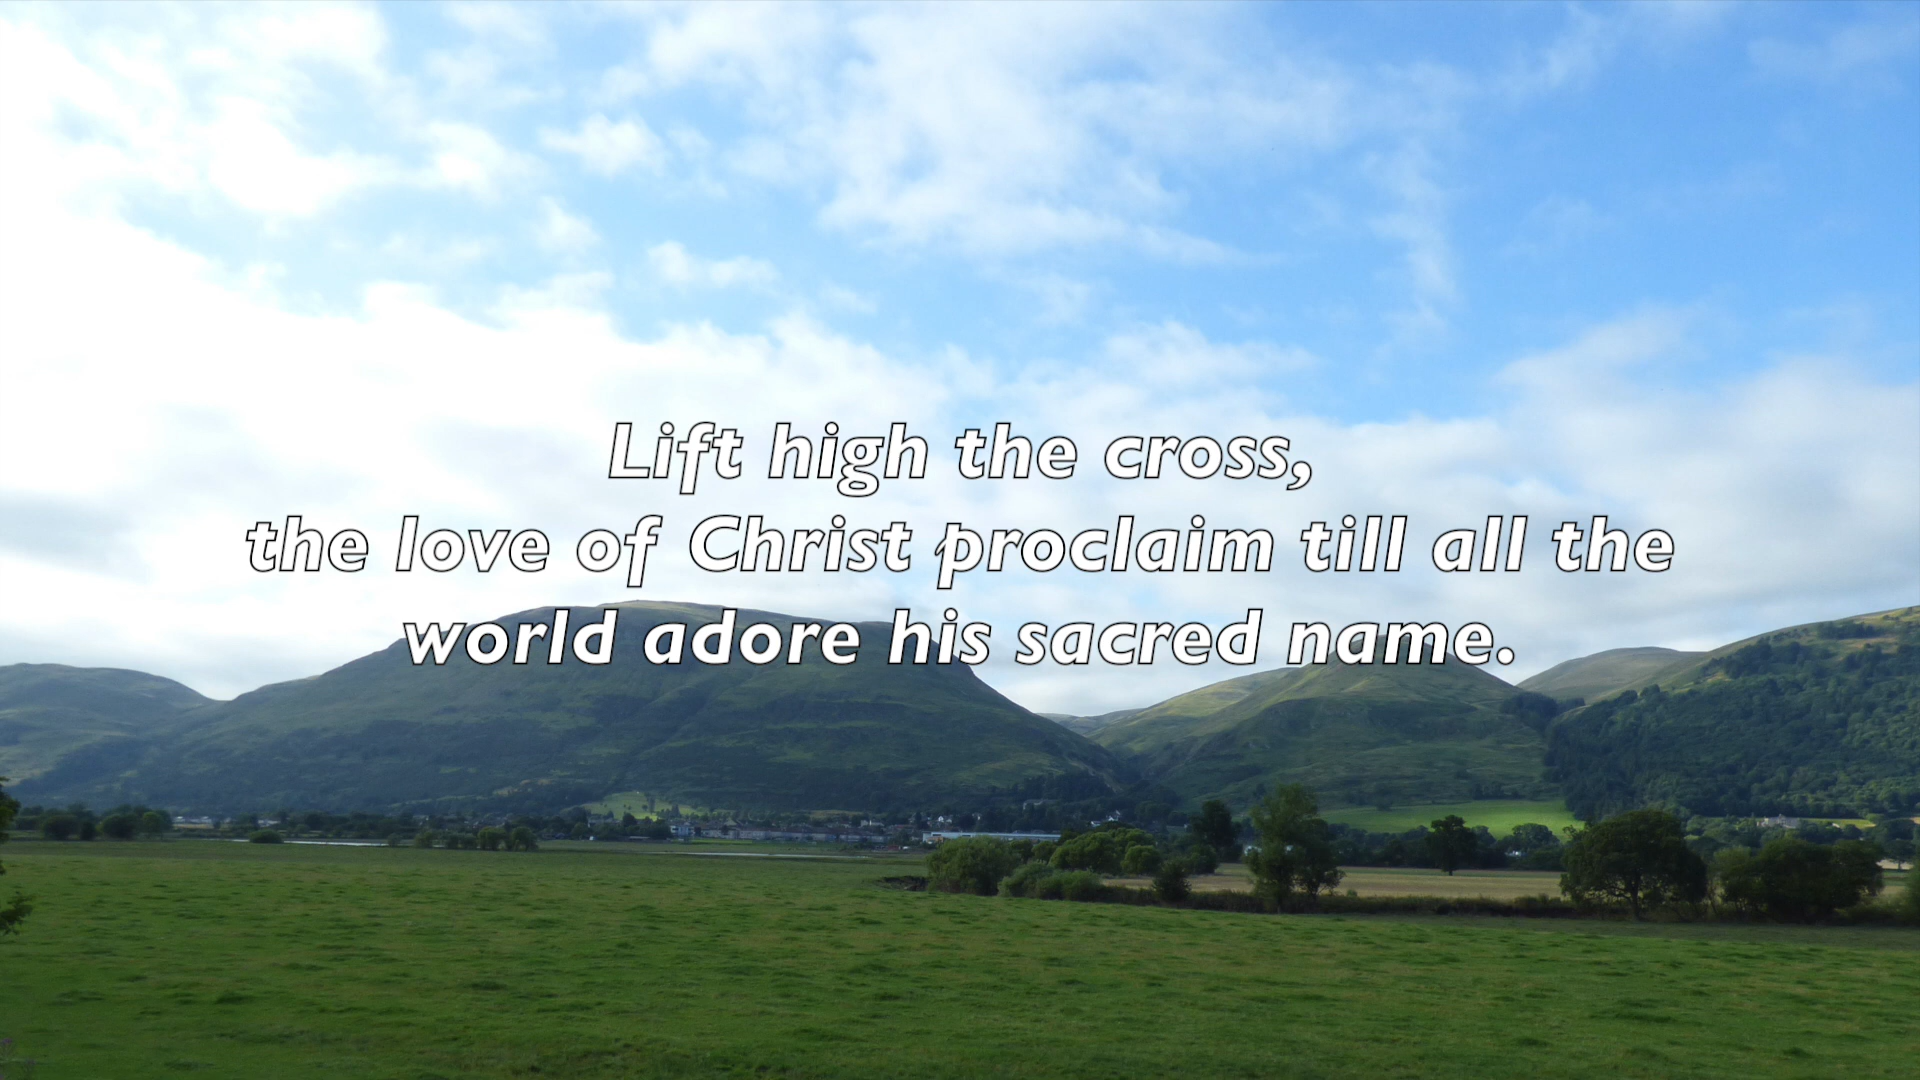 Lift high the cross,
the love of Christ proclaim till all the
world adore his sacred name.